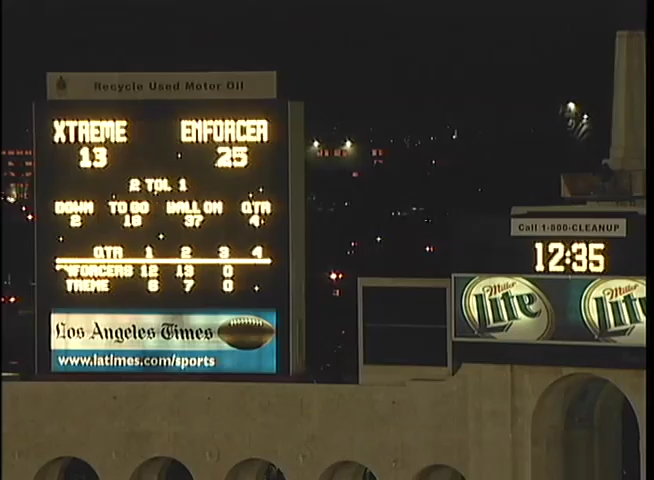 Recycle Used Motor Oil
XTREME ENFORCER
13 25
2 TOL 1
DOWN TO GO BALL ON QTR
2 18 37 4
QTR 1 2 3 4
ENFORCERS 12 13 0
TREME 6 7 0
Los Angeles Times
www.latimes.com/sports
Call 1-800-CLEANUP
12:35
Miller Lite
Miller Lite